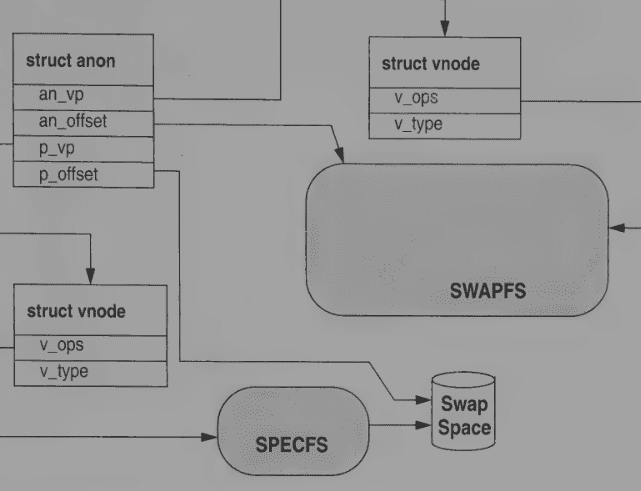 struct anon
an_vp
an_offset
p_vp
p_offset
struct vnode
v_ops
v_type
SWAPFS
struct vnode
v_ops
v_type
SPECFS
Swap
Space